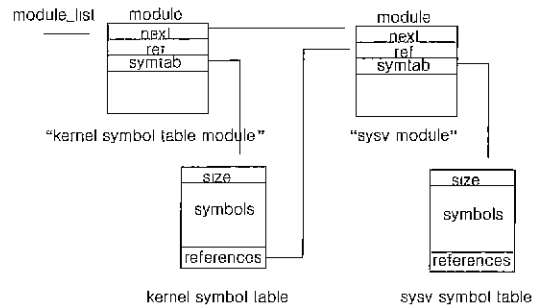 module_list
module
next
ref
symtab
"kernel symbol table module"
module
next
ref
symtab
"sysv module"
size
symbols
references
kernel symbol table
size
symbols
references
sysv symbol table